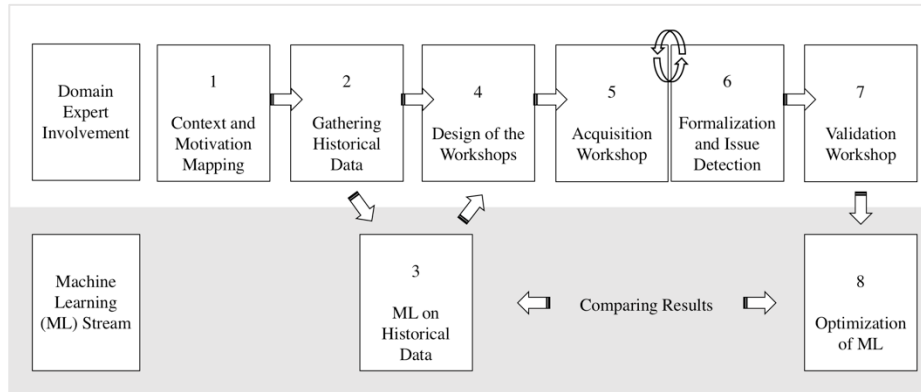 Domain
Expert
Involvement
1
Context and
Motivation
Mapping
2
Gathering
Historical
Data
4
Design of the
Workshops
5
Acquisition
Workshop
6
Formalization
and Issue
Detection
7
Validation
Workshop
Machine
Learning
(ML) Stream
3
ML on
Historical
Data
Comparing Results
8
Optimization
of ML